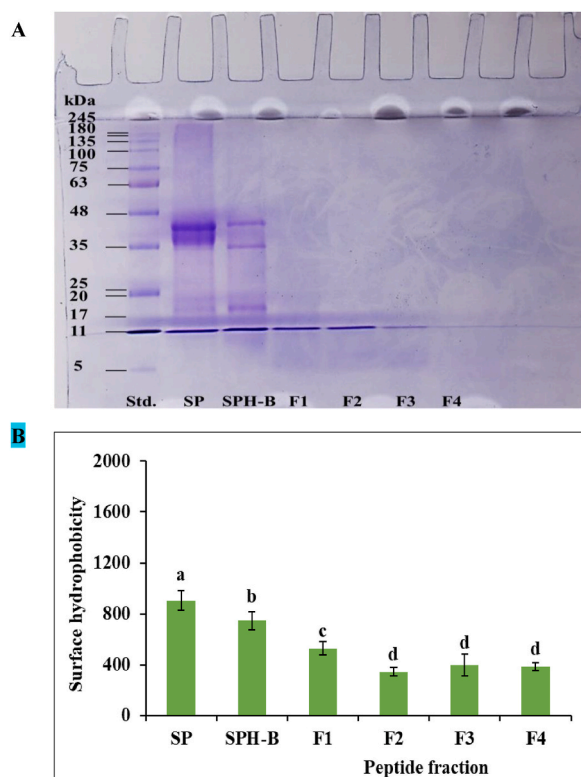 A
kDa
245
180
135
100
75
63
48
35
25
20
17
11
5
Std. SP SPH-B F1 F2 F3 F4
B
2000
1600
1200
800
400
0
Surface hydrophobicity
a
b
c
d
d
d
SP SPH-B F1 F2 F3 F4
Peptide fraction